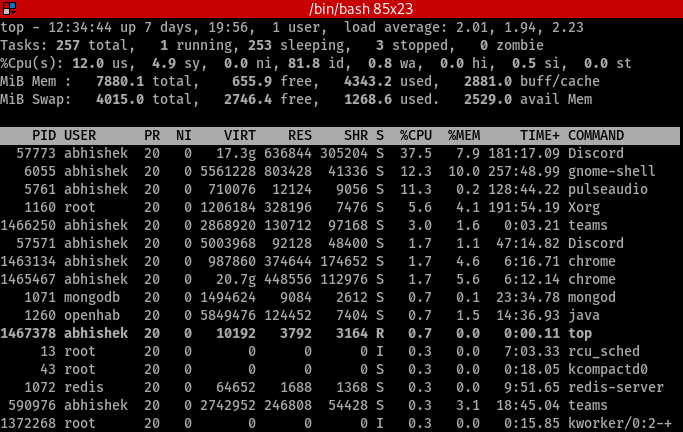 /bin/bash 85x23
top - 12:34:44 up 7 days, 19:56,  1 user,  load average: 2.01, 1.94, 2.23
Tasks: 257 total,   1 running, 253 sleeping,   3 stopped,   0 zombie
%Cpu(s): 12.0 us,  4.9 sy,  0.0 ni, 81.8 id,  0.8 wa,  0.0 hi,  0.5 si,  0.0 st
MiB Mem :   7880.1 total,    655.9 free,   4343.2 used,   2881.0 buff/cache
MiB Swap:   4015.0 total,   2746.4 free,   1268.6 used.   2529.0 avail Mem
    PID USER      PR  NI    VIRT    RES    SHR S  %CPU  %MEM     TIME+ COMMAND
  57773 abhishek  20   0   17.3g 636844 305204 S  37.5   7.9 181:17.09 Discord
   6055 abhishek  20   0 5561228 803428  41336 S  12.3  10.0 257:48.99 gnome-shell
   5761 abhishek  20   0  710076  12124   9056 S  11.3   0.2 128:44.22 pulseaudio
   1160 root      20   0 1206184 328196   7476 S   5.6   4.1 191:54.19 Xorg
1466250 abhishek  20   0 2868920 130712  97168 S   3.0   1.6   0:03.21 teams
  57571 abhishek  20   0 5003968  92128  48400 S   1.7   1.1  47:14.82 Discord
1463134 abhishek  20   0  987860 374644 174652 S   1.7   4.6   6:16.71 chrome
1465467 abhishek  20   0   20.7g 448556 112976 S   1.7   5.6   6:12.14 chrome
   1071 mongodb   20   0 1494624   9084   2612 S   0.7   0.1  23:34.78 mongod
   1260 openhab   20   0 5849476 124452   7404 S   0.7   1.5  14:36.93 java
1467378 abhishek  20   0   10192   3792   3164 R   0.7   0.0   0:00.11 top
     13 root      20   0       0      0      0 I   0.3   0.0   7:03.33 rcu_sched
     43 root      20   0       0      0      0 S   0.3   0.0   0:18.05 kcompactd0
   1072 redis     20   0   64652   1688   1368 S   0.3   0.0   9:51.65 redis-server
 590976 abhishek  20   0 2742952 246808  54428 S   0.3   3.1  18:45.04 teams
1372268 root      20   0       0      0      0 I   0.3   0.0   0:15.85 kworker/0:2-+